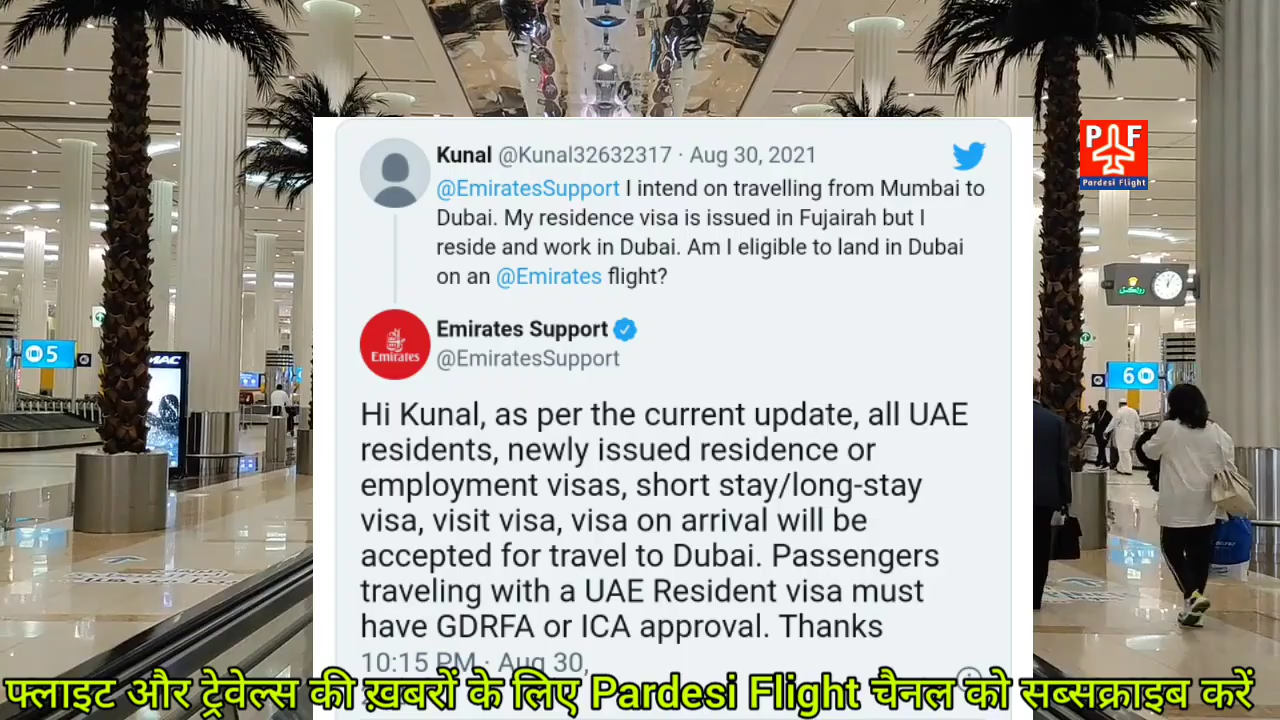 Kunal @Kunal32632317 · Aug 30, 2021
@EmiratesSupport I intend on travelling from Mumbai to
Dubai. My residence visa is issued in Fujairah but I
reside and work in Dubai. Am I eligible to land in Dubai
on an @Emirates flight?
Emirates Support
@EmiratesSupport
Emirates
Hi Kunal, as per the current update, all UAE
residents, newly issued residence or
employment visas, short stay/long-stay
visa, visit visa, visa on arrival will be
accepted for travel to Dubai. Passengers
traveling with a UAE Resident visa must
have GDRFA or ICA approval. Thanks
10:15 PM · Aug 30,
फ्लाइट और ट्रेवेल्स की ख़बरों के लिए Pardesi Flight चैनल को सब्सक्राइब करें
P F
Pardesi Flight
5
MAC
6